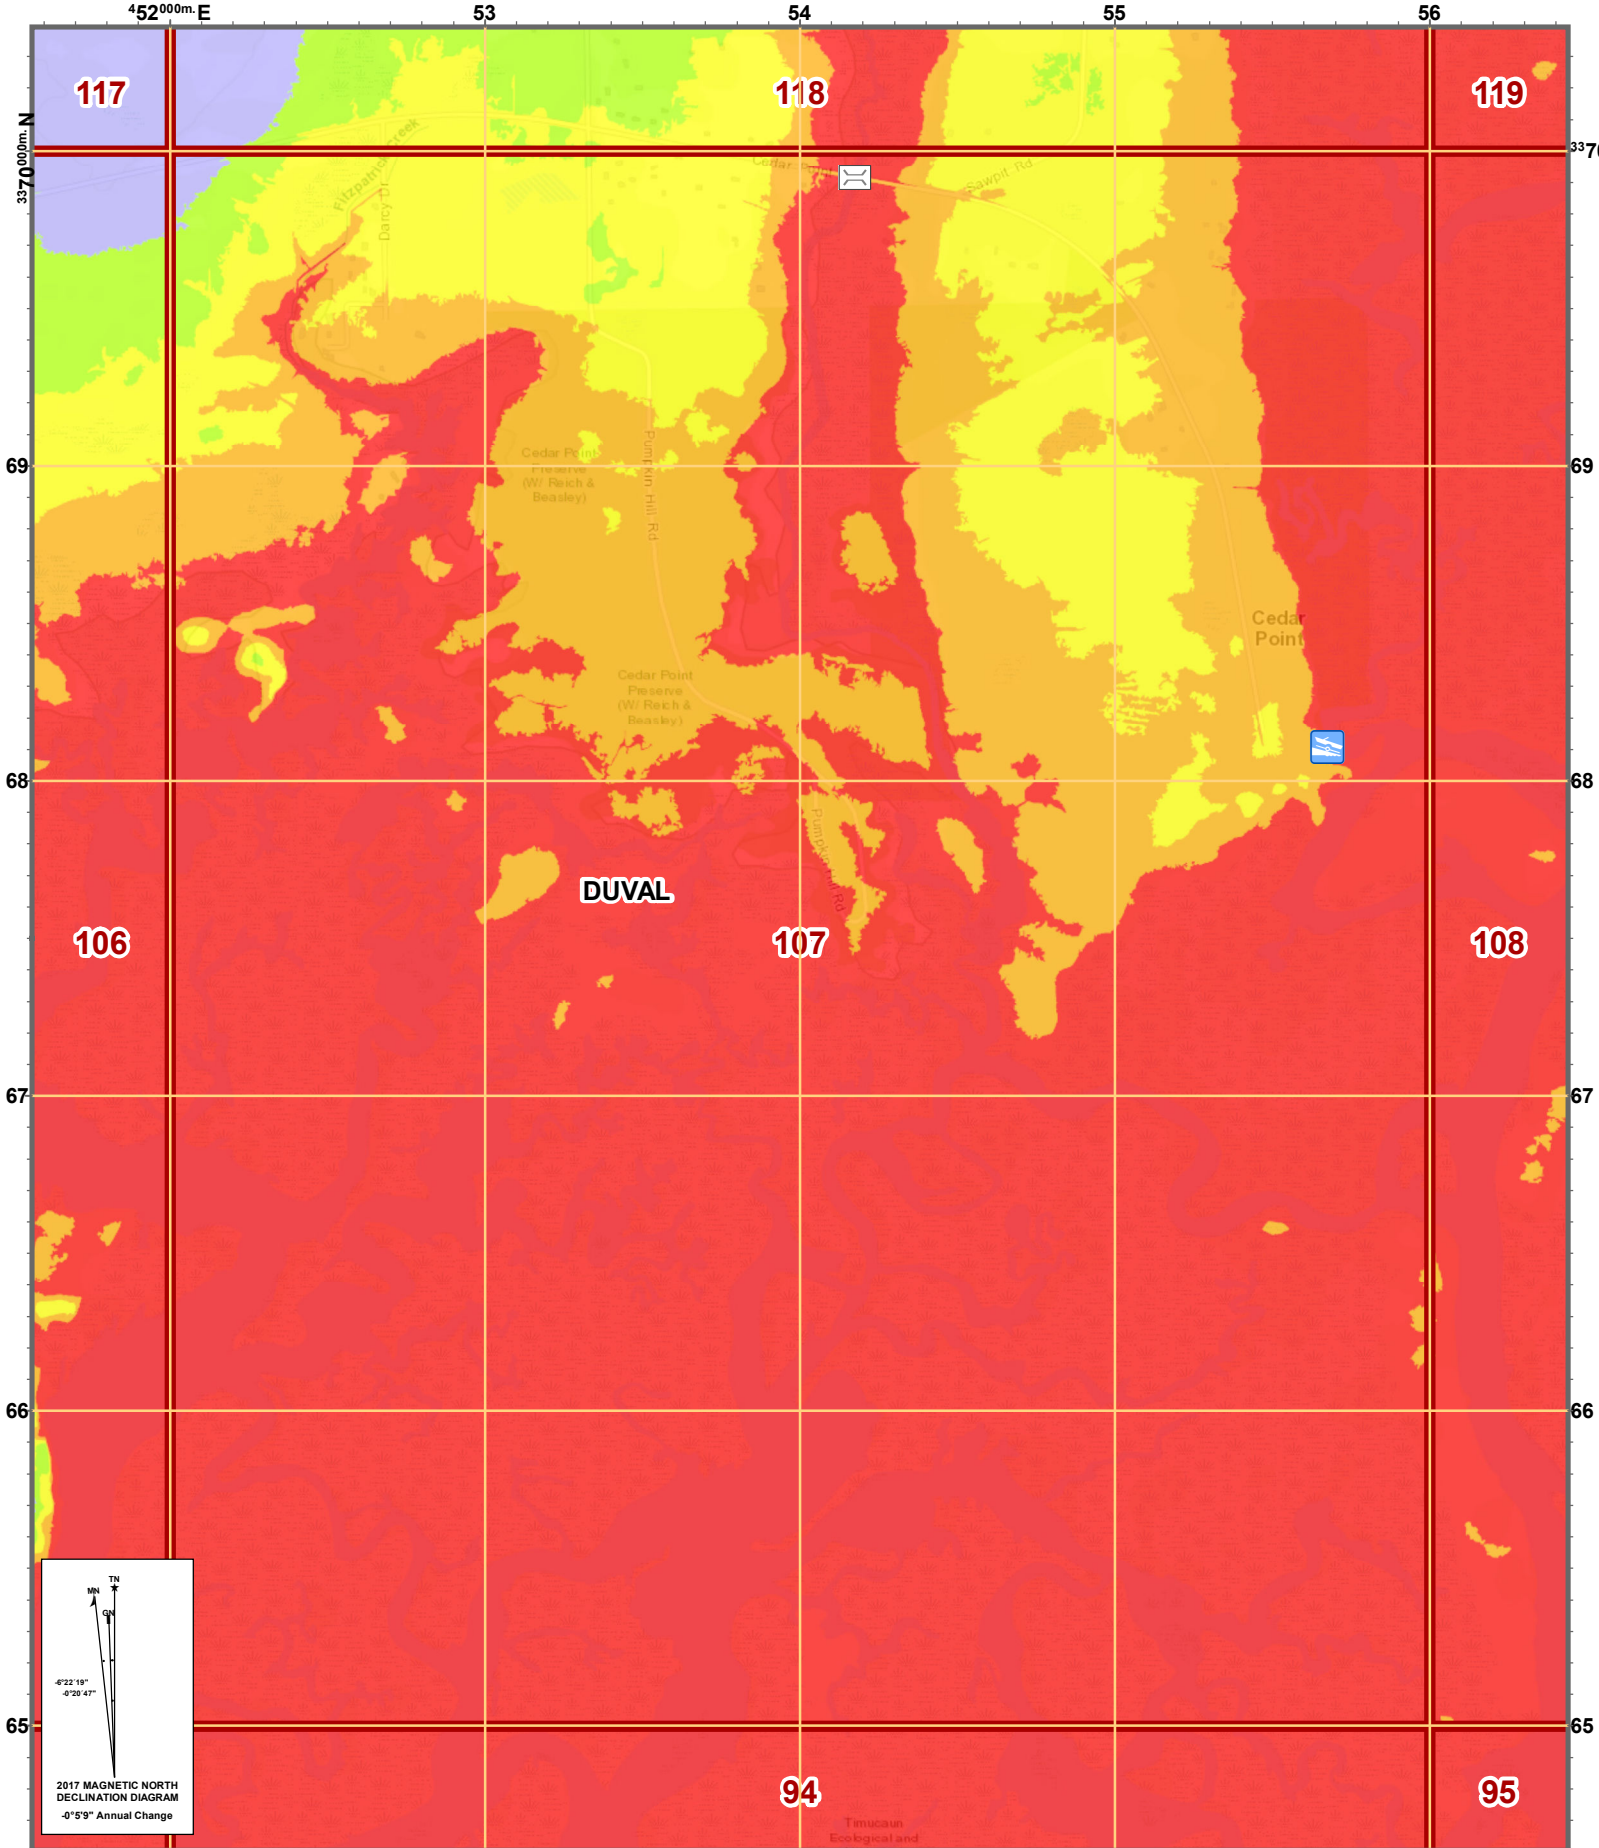 452000m. E
53
54
55
56
3370000m. N
117
118
119
3370
Fitzpatrick Creek
Darcy Dr
Cedar Point
Sawpit Rd
69
69
Cedar Point
Preserve
(W/ Reich &
Beasley)
Pumpkin Hill Rd
Cedar
Point
Cedar Point
Preserve
(W/ Reich &
Beasley)
68
68
Pumpkin Hill Rd
DUVAL
106
107
108
67
67
66
66
TN
MN
GN
-6°22'19"
-0°20'47"
2017 MAGNETIC NORTH
DECLINATION DIAGRAM
-0°5'9" Annual Change
65
65
94
95
Timucuan
Ecological and